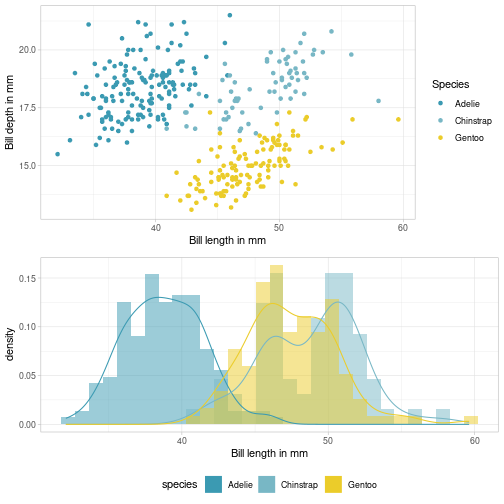 20.0
17.5
15.0
Bill depth in mm
40
50
60
Bill length in mm
Species
Adelie
Chinstrap
Gentoo
0.15
0.10
0.05
0.00
density
40
50
60
Bill length in mm
species Adelie Chinstrap Gentoo